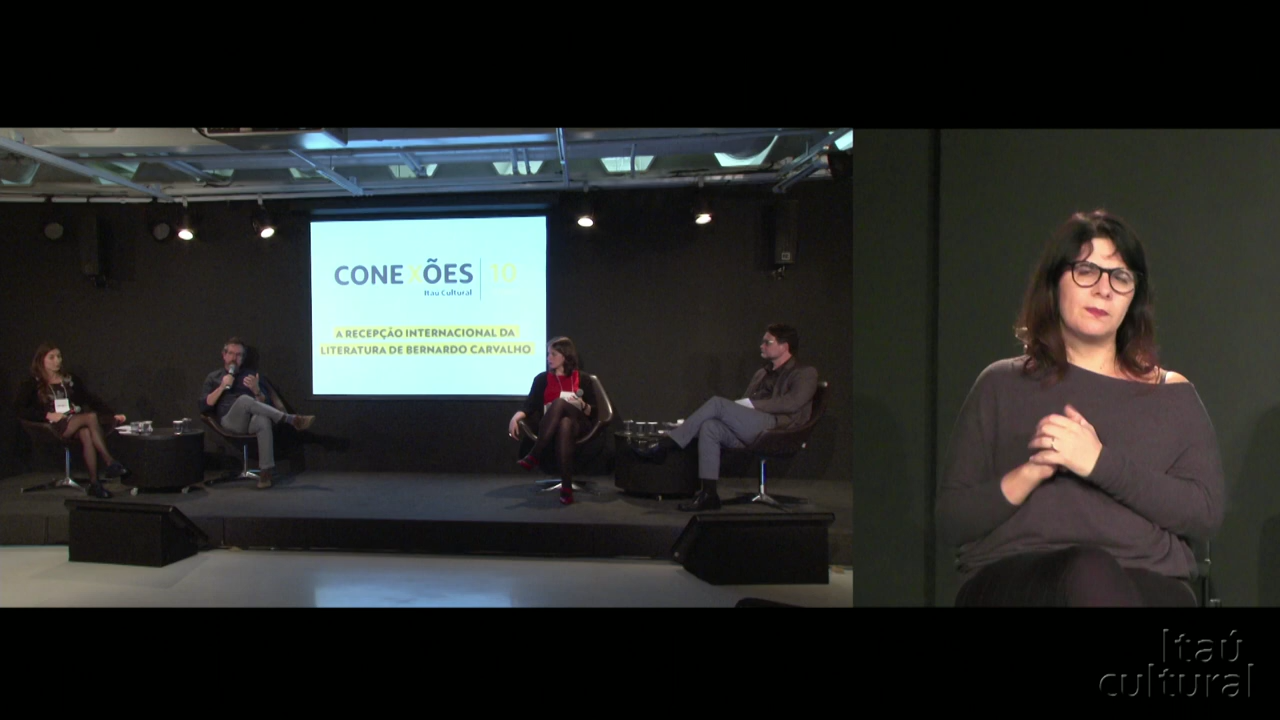 CONEXÕES 10
Itaú Cultural
A RECEPÇÃO INTERNACIONAL DA
LITERATURA DE BERNARDO CARVALHO
Itaú
cultural